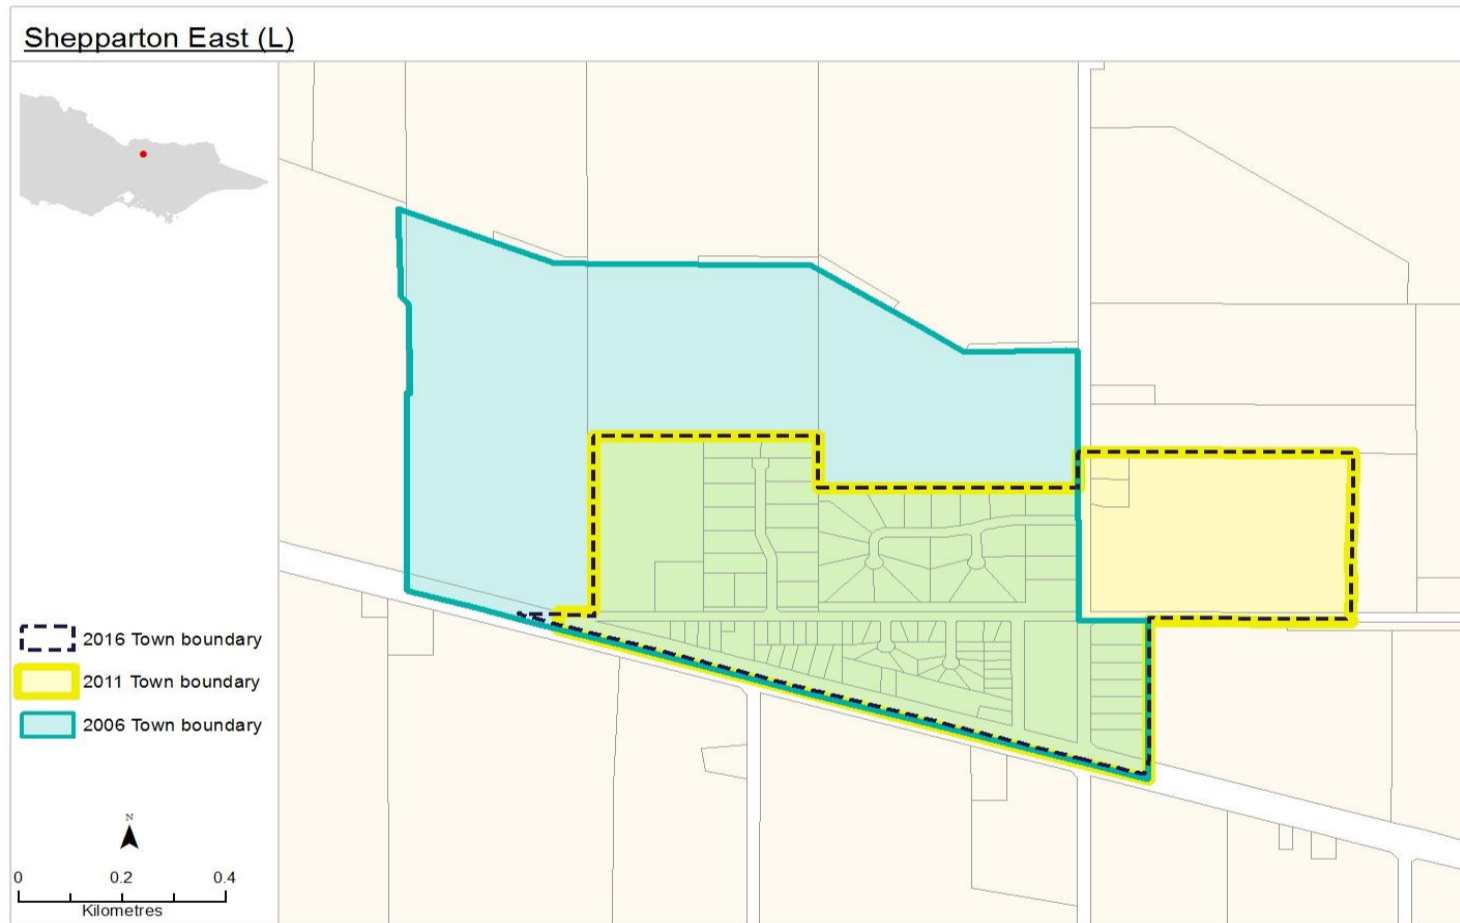 Shepparton East (L)
2016 Town boundary
2011 Town boundary
2006 Town boundary
N
0 0.2 0.4
Kilometres